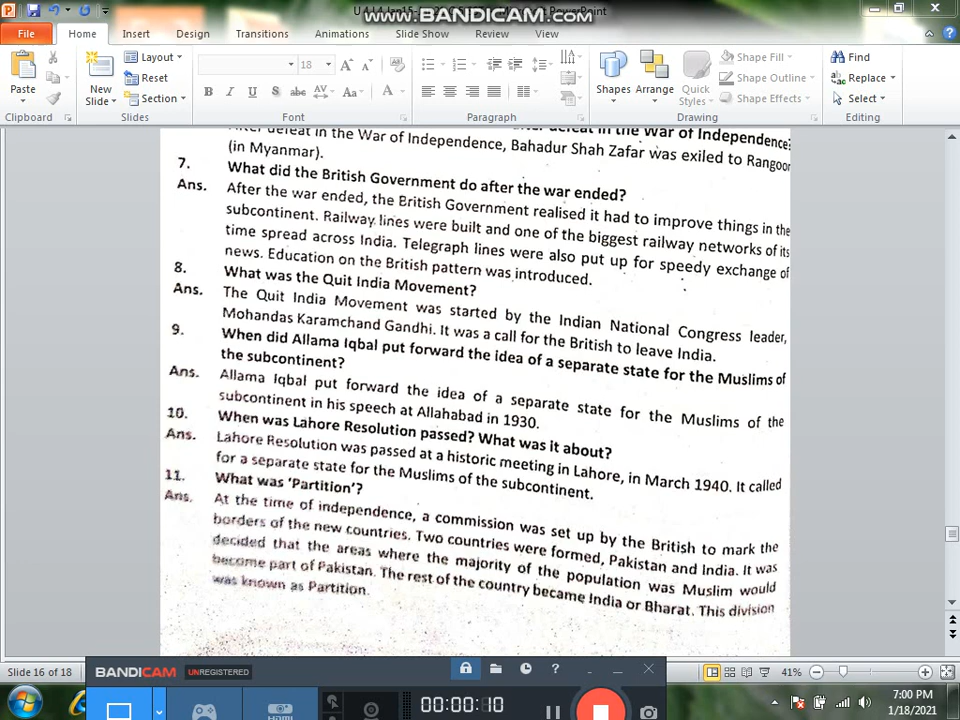 www.BANDICAM.com
PowerPoint
File Home Insert Design Transitions Animations Slide Show Review View
Paste
Clipboard
New
Slide
Layout
Reset
Section
Slides
18
B I U S abc AV Aa A
Font
Paragraph
Shapes Arrange Quick
Styles
Shape Fill
Shape Outline
Shape Effects
Drawing
Find
Replace
Select
Editing
After defeat in the War of Independence, Bahadur Shah Zafar was exiled to Rangoon
after defeat in the War of Independence?
(in Myanmar).
7. What did the British Government do after the war ended?
Ans. After the war ended, the British Government realised it had to improve things in the
subcontinent. Railway lines were built and one of the biggest railway networks of its
time spread across India. Telegraph lines were also put up for speedy exchange of
news. Education on the British pattern was introduced.
8. What was the Quit India Movement?
Ans. The Quit India Movement was started by the Indian National Congress leader,
Mohandas Karamchand Gandhi. It was a call for the British to leave India.
9. When did Allama Iqbal put forward the idea of a separate state for the Muslims of
the subcontinent?
Ans. Allama Iqbal put forward the idea of a separate state for the Muslims of the
subcontinent in his speech at Allahabad in 1930.
10. When was Lahore Resolution passed? What was it about?
Ans. Lahore Resolution was passed at a historic meeting in Lahore, in March 1940. It called
for a separate state for the Muslims of the subcontinent.
11. What was 'Partition'?
Ans. At the time of independence, a commission was set up by the British to mark the
borders of the new countries. Two countries were formed, Pakistan and India. It was
decided that the areas where the majority of the population was Muslim would
become part of Pakistan. The rest of the country became India or Bharat. This division
was known as Partition.
Slide 16 of 18
41%
BANDICAM UNREGISTERED
HDMI
00:00:10
7:00 PM
1/18/2021